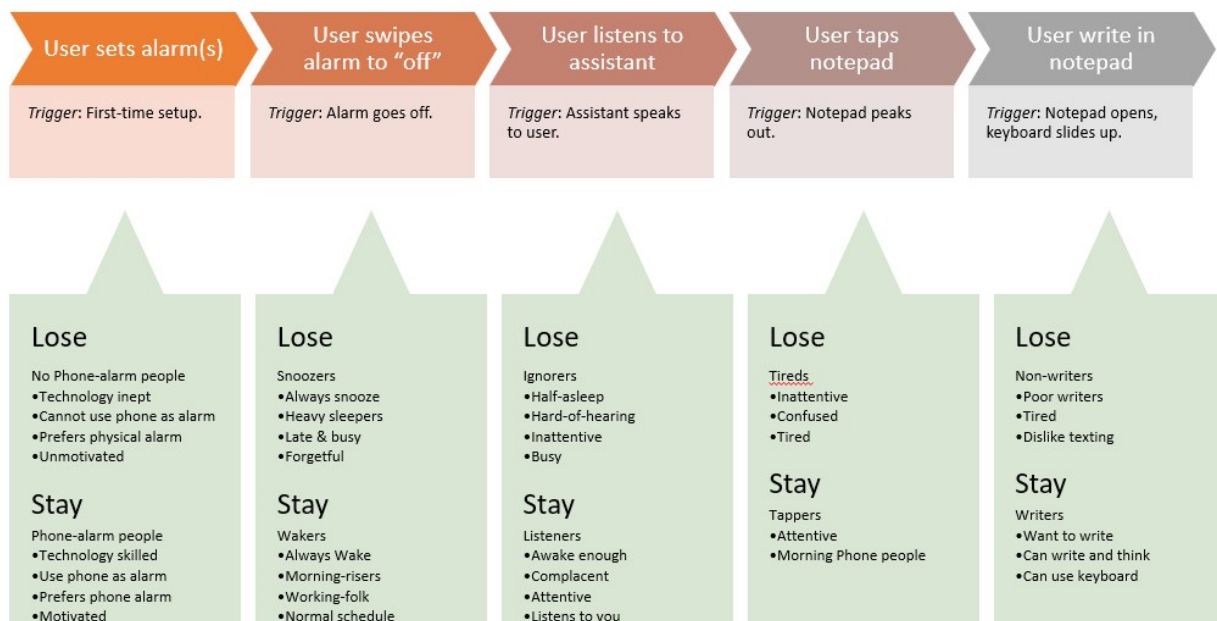 User sets alarm(s)
Trigger: First-time setup.
User swipes
alarm to “off”
Trigger: Alarm goes off.
User listens to
assistant
Trigger: Assistant speaks
to user.
User taps
notepad
Trigger: Notepad peaks
out.
User write in
notepad
Trigger: Notepad opens,
keyboard slides up.
Lose
No Phone-alarm people
•Technology inept
•Cannot use phone as alarm
•Prefers physical alarm
•Unmotivated
Stay
Phone-alarm people
•Technology skilled
•Use phone as alarm
•Prefers phone alarm
•Motivated
Lose
Snoozers
•Always snooze
•Heavy sleepers
•Late & busy
•Forgetful
Stay
Wakers
•Always Wake
•Morning-risers
•Working-folk
•Normal schedule
Lose
Ignorers
•Half-asleep
•Hard-of-hearing
•Inattentive
•Busy
Stay
Listeners
•Awake enough
•Complacent
•Attentive
•Listens to you
Lose
Tireds
•Inattentive
•Confused
•Tired
Stay
Tappers
•Attentive
•Morning Phone people
Lose
Non-writers
•Poor writers
•Tired
•Dislike texting
Stay
Writers
•Want to write
•Can write and think
•Can use keyboard